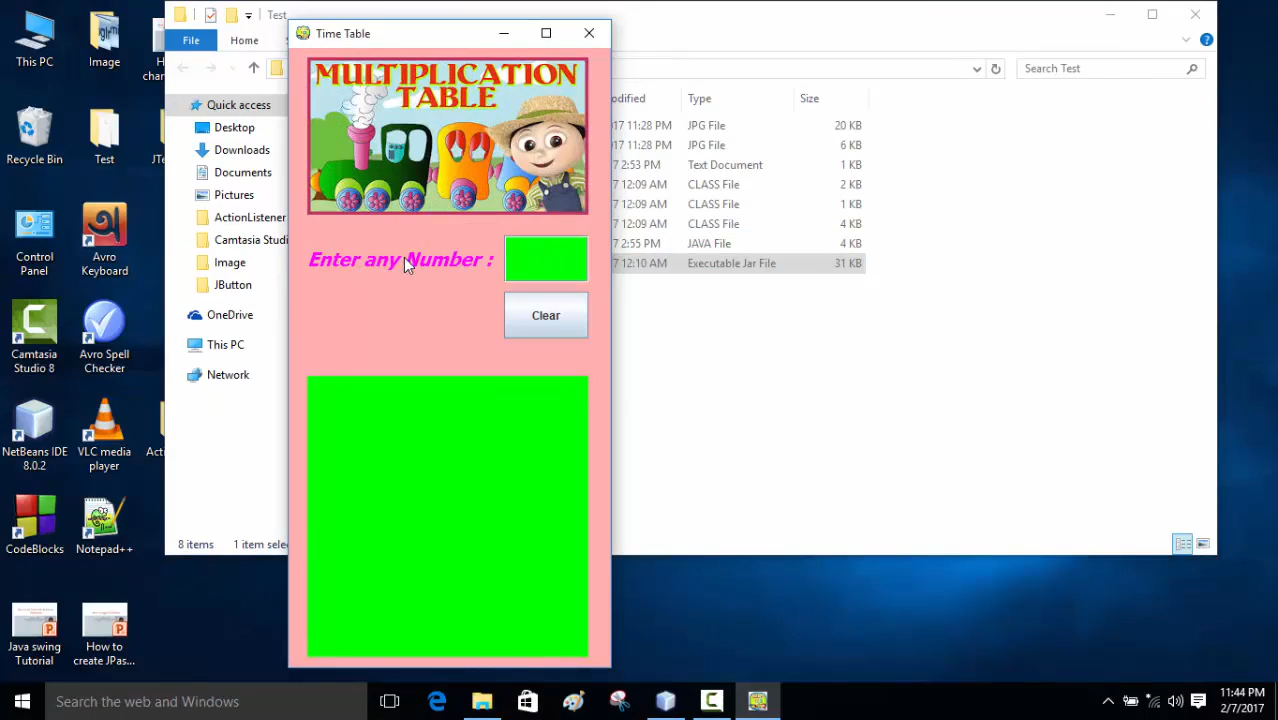 This PC
Image
Recycle Bin
Test
Control
Panel
Avro
Keyboard
Camtasia
Studio 8
Avro Spell
Checker
NetBeans IDE
8.0.2
VLC media
player
CodeBlocks
Notepad++
Java swing
Tutorial
How to
create JPas...
Test
File
Home
Search Test
Quick access
Desktop
Downloads
Documents
Pictures
ActionListener
Camtasia Studi
Image
JButton
OneDrive
This PC
Network
8 items
1 item selec
Time Table
MULTIPLICATION
TABLE
Enter any Number :
Clear
odified
Type
Size
17 11:28 PM
JPG File
20 KB
17 11:28 PM
JPG File
6 KB
7 2:53 PM
Text Document
1 KB
7 12:09 AM
CLASS File
2 KB
7 12:09 AM
CLASS File
1 KB
7 12:09 AM
CLASS File
4 KB
7 2:55 PM
JAVA File
4 KB
17 12:10 AM
Executable Jar File
31 KB
Search the web and Windows
11:44 PM
2/7/2017